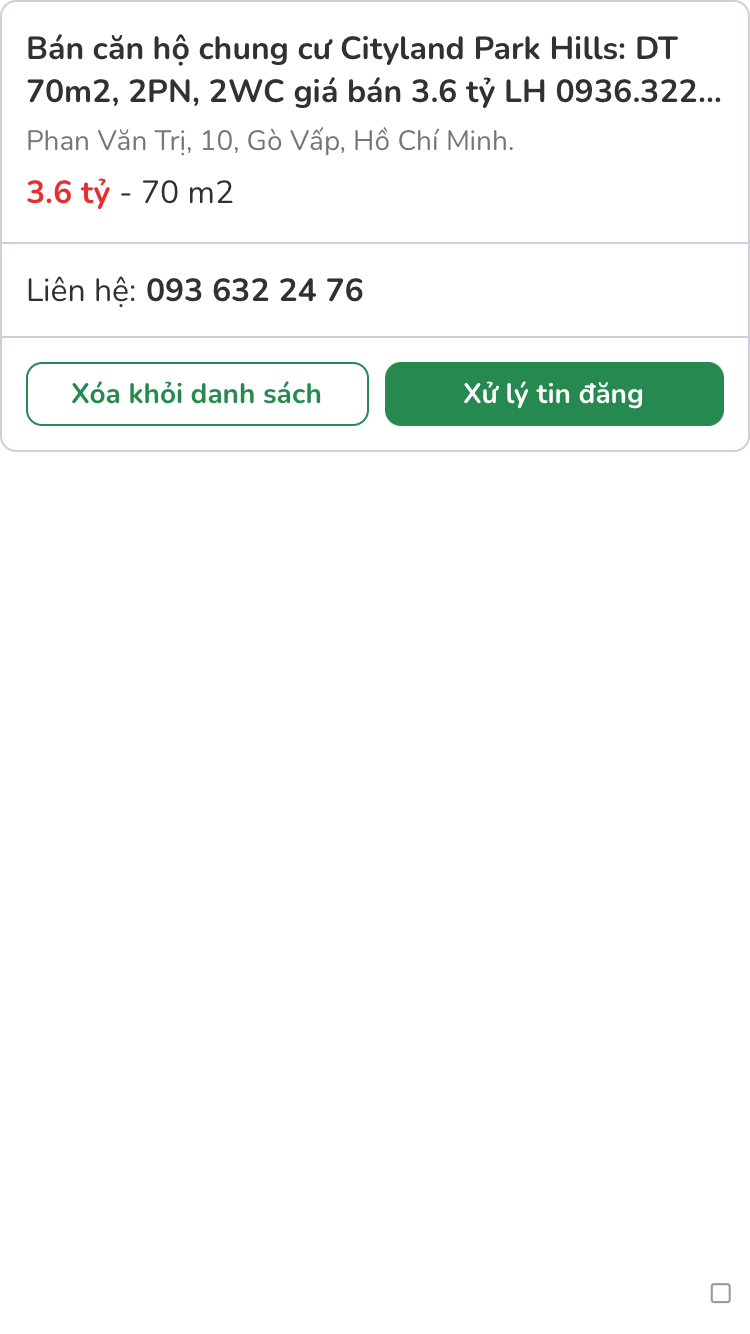 Bán căn hộ chung cư Cityland Park Hills: DT
70m2, 2PN, 2WC giá bán 3.6 tỷ LH 0936.322...
Phan Văn Trị, 10, Gò Vấp, Hồ Chí Minh.
3.6 tỷ - 70 m2
Liên hệ: 093 632 24 76
Xóa khỏi danh sách
Xử lý tin đăng